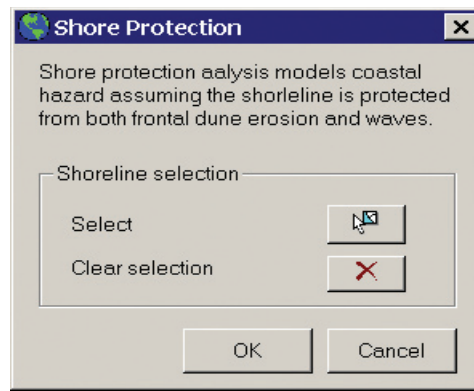 Shore Protection
Shore protection aalysis models coastal
hazard assuming the shorleline is protected
from both frontal dune erosion and waves.
Shoreline selection
Select
Clear selection
OK
Cancel